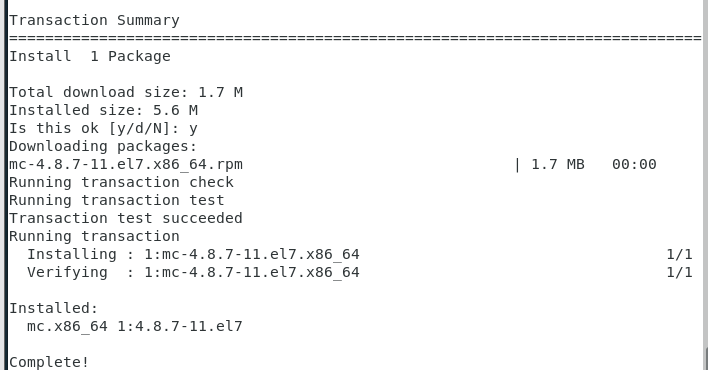 Transaction Summary
=============================================================================
Install  1 Package
Total download size: 1.7 M
Installed size: 5.6 M
Is this ok [y/d/N]: y
Downloading packages:
mc-4.8.7-11.el7.x86_64.rpm                              | 1.7 MB   00:00
Running transaction check
Running transaction test
Transaction test succeeded
Running transaction
  Installing : 1:mc-4.8.7-11.el7.x86_64                                  1/1
  Verifying  : 1:mc-4.8.7-11.el7.x86_64                                  1/1
Installed:
  mc.x86_64 1:4.8.7-11.el7
Complete!